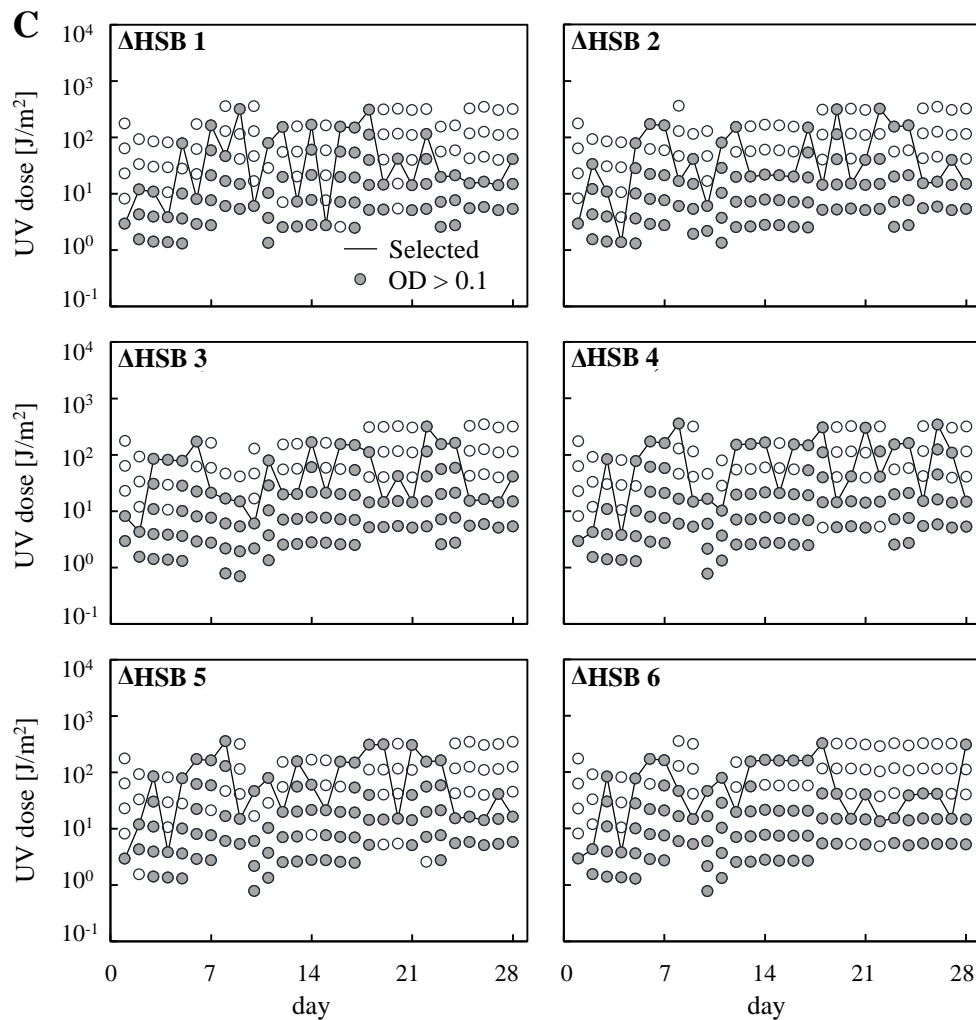 C
ΔHSB 1
ΔHSB 2
UV dose [J/m²]
10⁴
10³
10²
10¹
10⁰
10⁻¹
Selected
OD > 0.1
ΔHSB 3
ΔHSB 4
UV dose [J/m²]
10⁴
10³
10²
10¹
10⁰
10⁻¹
ΔHSB 5
ΔHSB 6
UV dose [J/m²]
10⁴
10³
10²
10¹
10⁰
10⁻¹
0 7 14 21 28
0 7 14 21 28
day
day